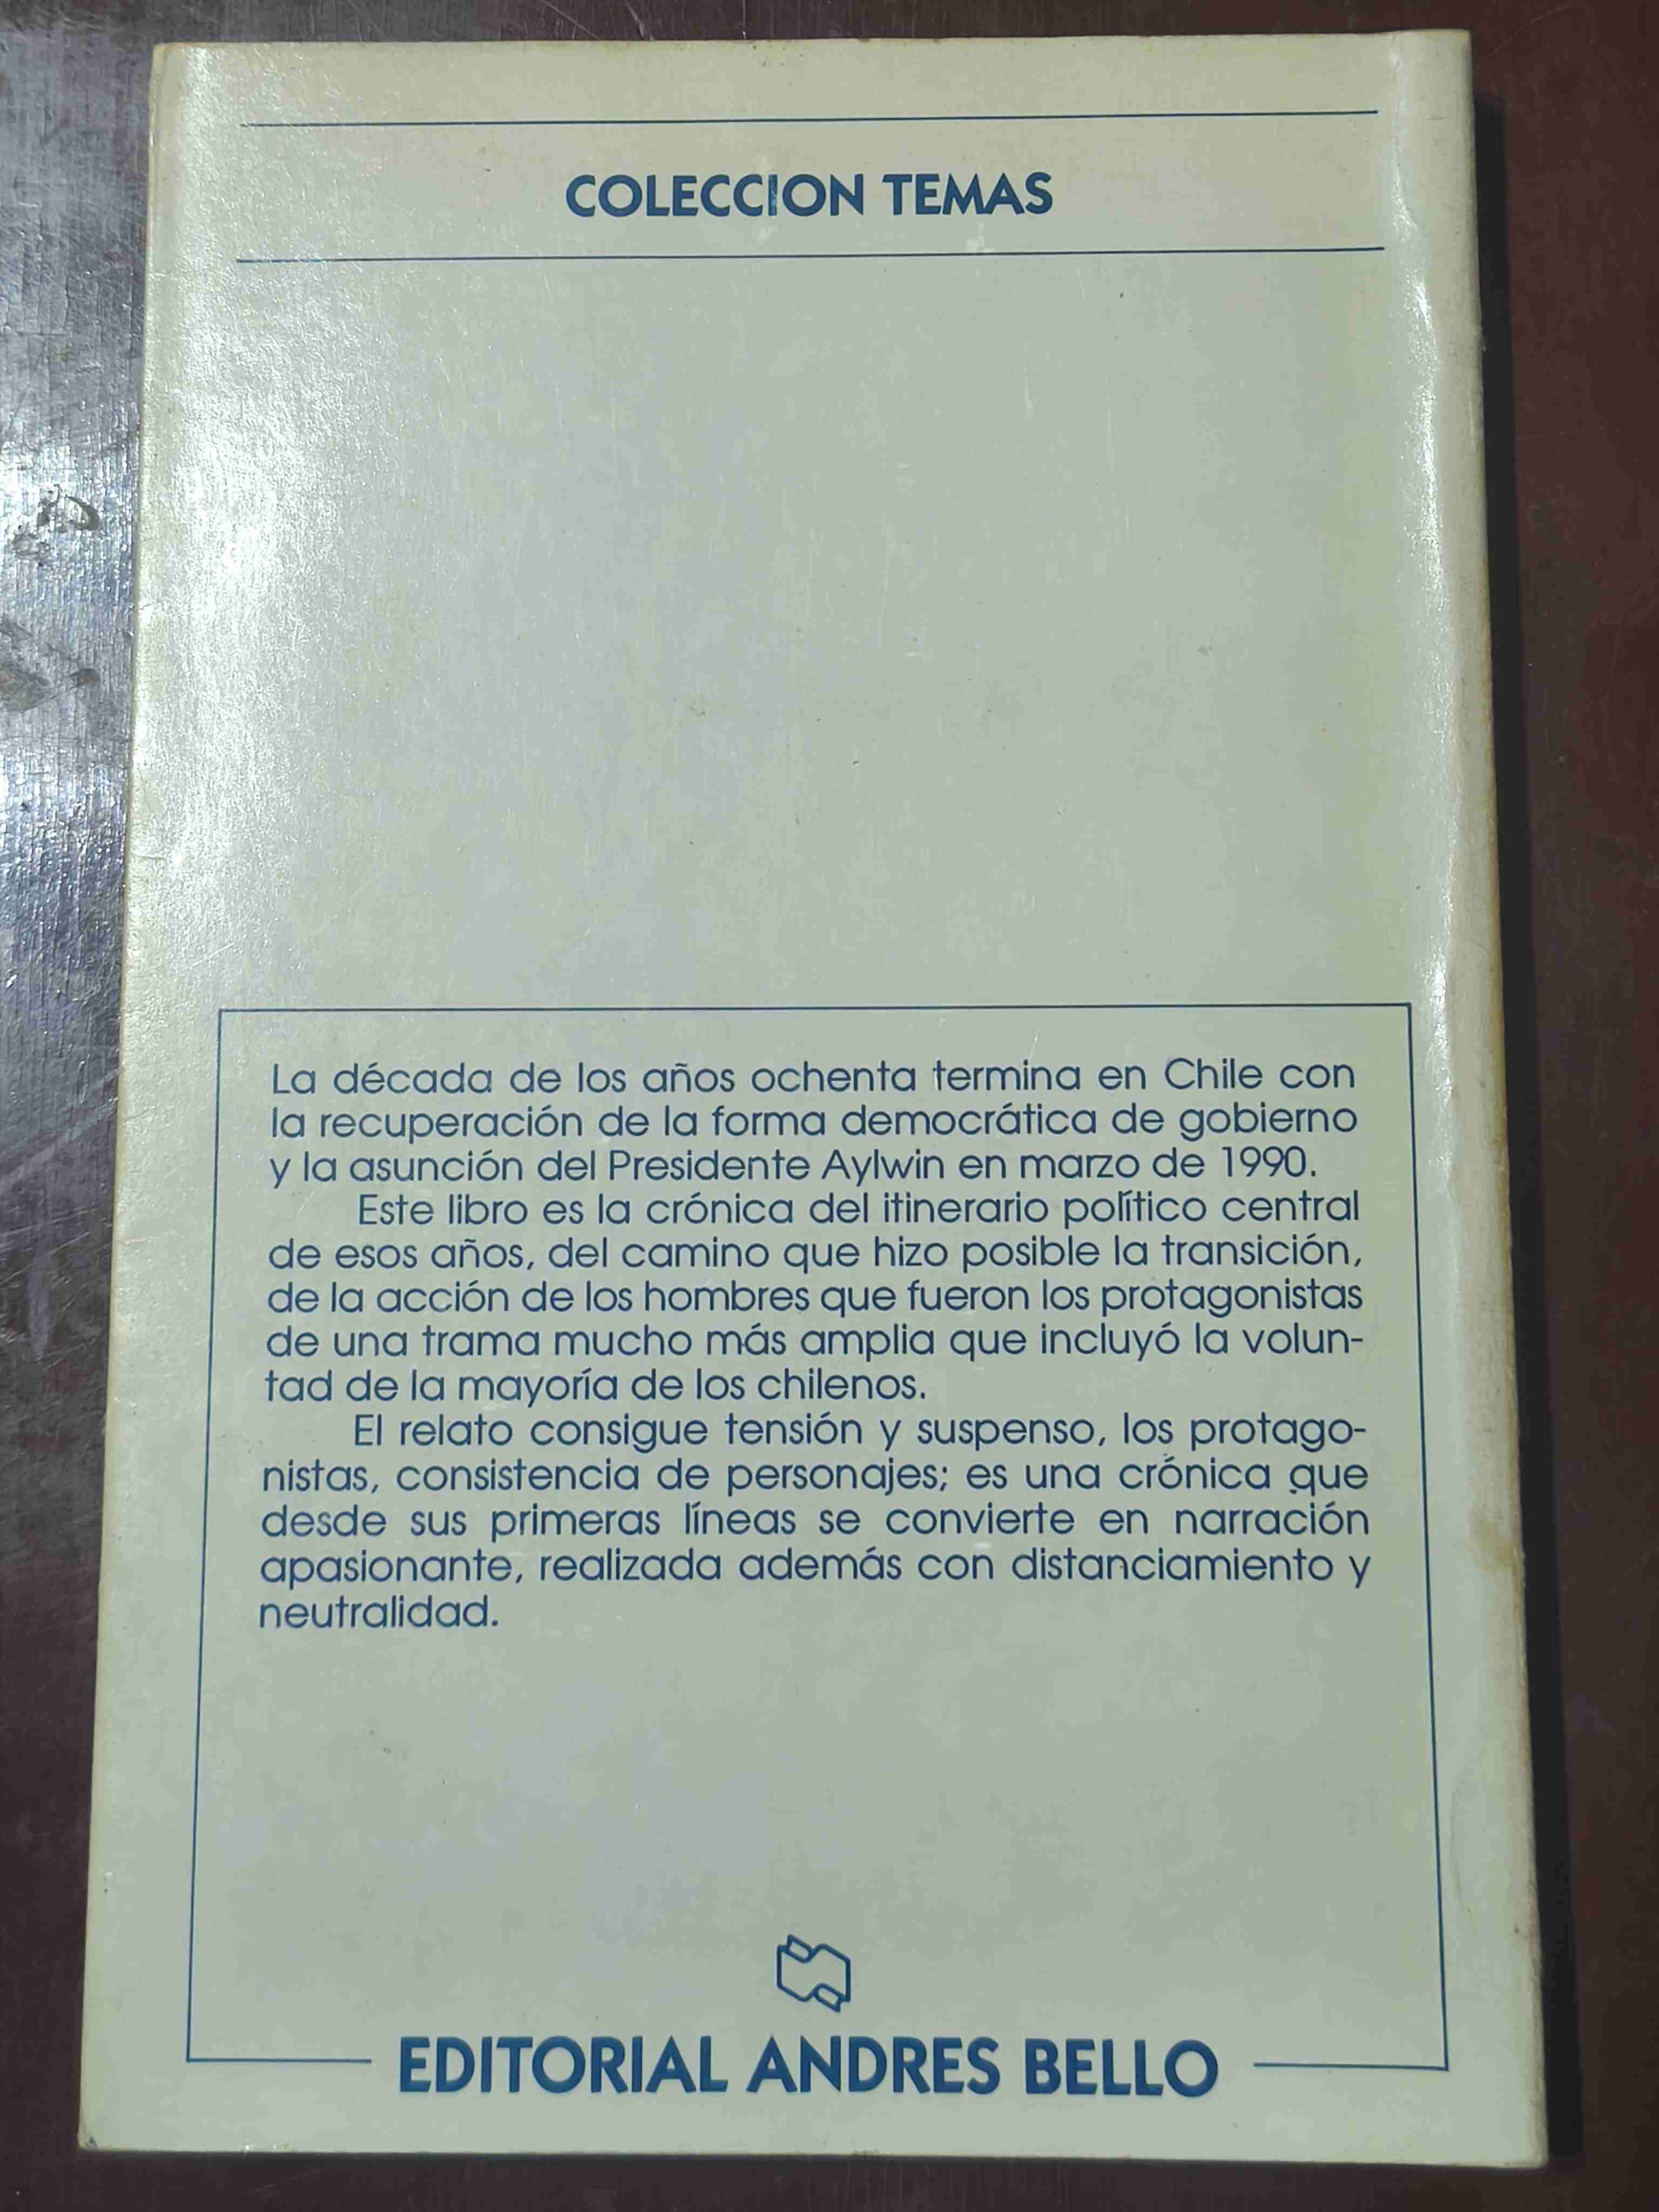 COLECCION TEMAS
La década de los años ochenta termina en Chile con
la recuperación de la forma democrática de gobierno
y la asunción del Presidente Aylwin en marzo de 1990.
Este libro es la crónica del itinerario político central
de esos años, del camino que hizo posible la transición,
de la acción de los hombres que fueron los protagonistas
de una trama mucho más amplia que incluyó la volun-
tad de la mayoría de los chilenos.
El relato consigue tensión y suspenso, los protago-
nistas, consistencia de personajes; es una crónica que
desde sus primeras líneas se convierte en narración
apasionante, realizada además con distanciamiento y
neutralidad.
EDITORIAL ANDRES BELLO